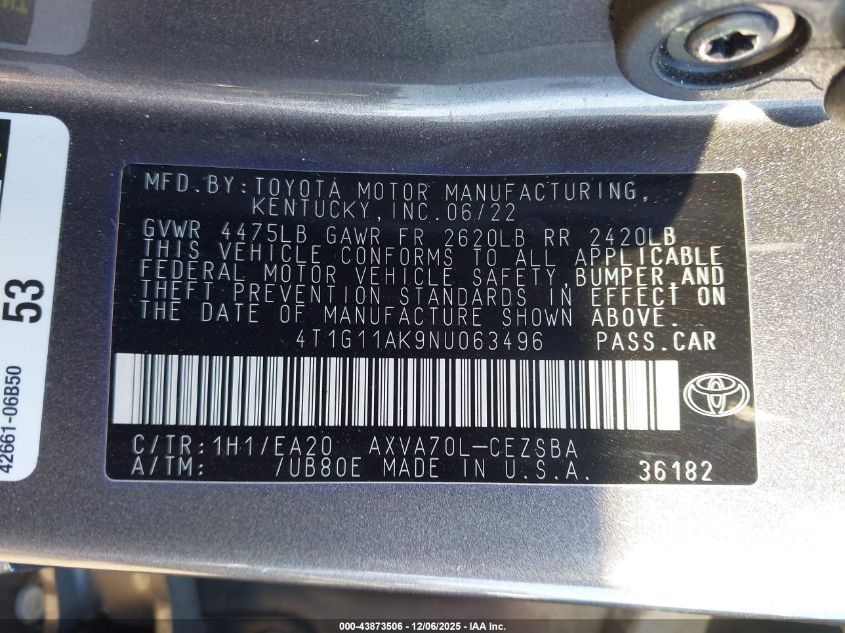 MFD.BY:TOYOTA MOTOR MANUFACTURING,
KENTUCKY,INC.06/22
GVWR 4475LB GAWR FR 2620LB RR 2420LB
THIS VEHICLE CONFORMS TO ALL APPLICABLE
FEDERAL MOTOR VEHICLE SAFETY,BUMPER,AND
THEFT PREVENTION STANDARDS IN EFFECT ON
THE DATE OF MANUFACTURE SHOWN ABOVE.
4T1G11AK9NU063496 PASS.CAR
C/TR:1H1/EA20 AXVA70L-CEZSBA
A/TM: /UB80E MADE IN U.S.A. 36182
53
42661-06B50
000-43873506 - 12/06/2025 - IAA Inc.